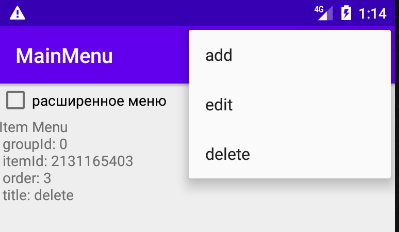 4G 1:14
MainMenu
add
edit
delete
расширенное меню
Item Menu
groupId: 0
itemId: 2131165403
order: 3
title: delete